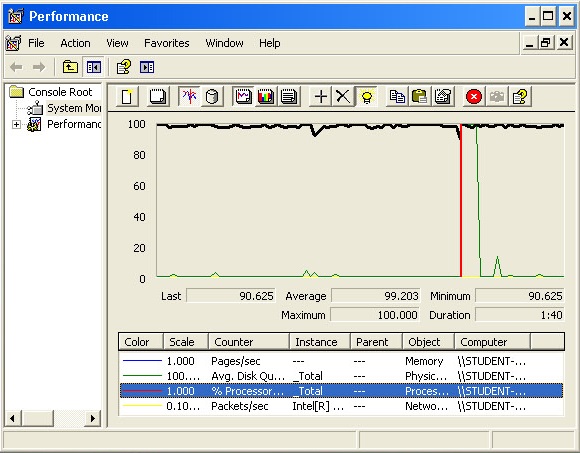 Performance
File Action View Favorites Window Help
Console Root
System Mor
Performanc
100
80
60
40
20
0
Last 90.625 Average 99.203 Minimum 90.625
Maximum 100.000 Duration 1:40
Color Scale Counter Instance Parent Object Computer
1.000 Pages/sec --- --- Memory \\STUDENT-...
100.... Avg. Disk Qu... _Total --- Physic... \\STUDENT-...
1.000 % Processor... _Total --- Proces... \\STUDENT-...
0.10... Packets/sec Intel[R] ... --- Netwo... \\STUDENT-...